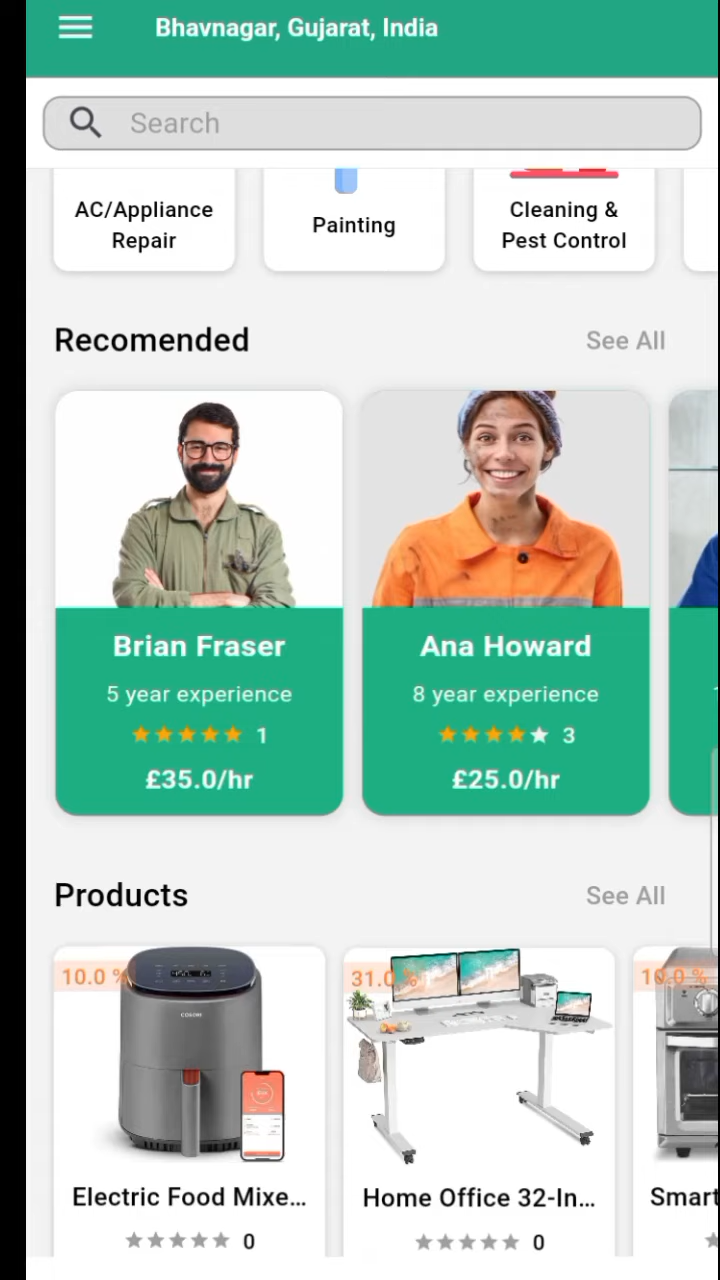 Bhavnagar, Gujarat, India
Search
AC/Appliance
Repair
Painting
Cleaning &
Pest Control
Recomended
See All
Brian Fraser
5 year experience
1
£35.0/hr
Ana Howard
8 year experience
3
£25.0/hr
Products
See All
10.0 %
COSORI
Electric Food Mixe...
0
31.0 %
Home Office 32-In...
0
10.0 %
Smart